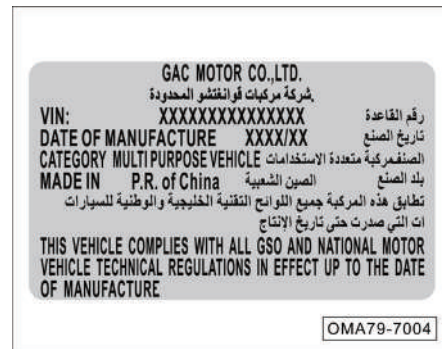 GAC MOTOR CO.,LTD.
شركة مركبات قوانغتشو المحدودة.
VIN: XXXXXXXXXXXXXXX رقم القاعدة
DATE OF MANUFACTURE XXXX/XX تاريخ الصنع
CATEGORY MULTI PURPOSE VEHICLE الصنف‍مركبة متعددة الاستخدامات
MADE IN P.R. of China الصين الشعبية بلد الصنع
تطابق هذه المركبة جميع اللوائح التقنية الخليجية والوطنية للسيارات
ات التي صدرت حتى تاريخ الإنتاج
THIS VEHICLE COMPLIES WITH ALL GSO AND NATIONAL MOTOR
VEHICLE TECHNICAL REGULATIONS IN EFFECT UP TO THE DATE
OF MANUFACTURE
OMA79-7004